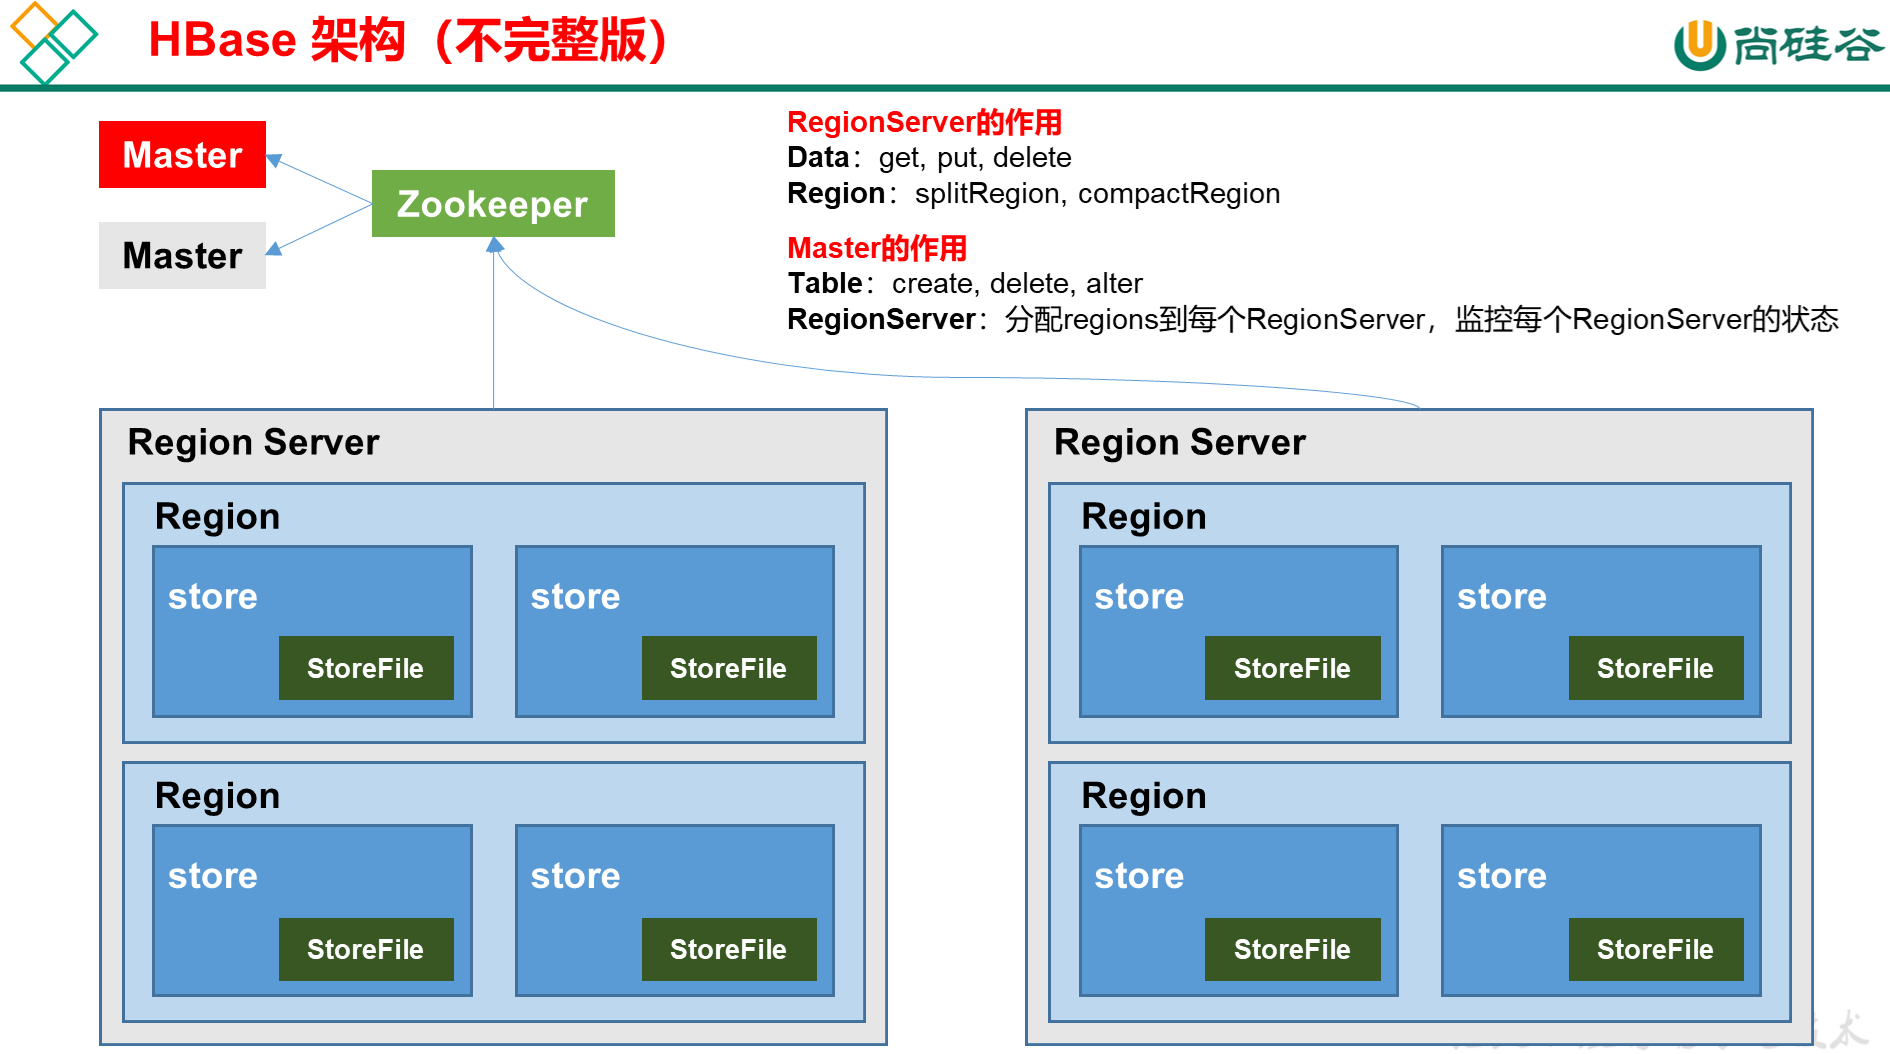 HBase 架构（不完整版）
尚硅谷
Master
Master
Zookeeper
RegionServer的作用
Data：get, put, delete
Region：splitRegion, compactRegion
Master的作用
Table：create, delete, alter
RegionServer：分配regions到每个RegionServer，监控每个RegionServer的状态
Region Server
Region
store
StoreFile
store
StoreFile
Region
store
StoreFile
store
StoreFile
Region Server
Region
store
StoreFile
store
StoreFile
Region
store
StoreFile
store
StoreFile